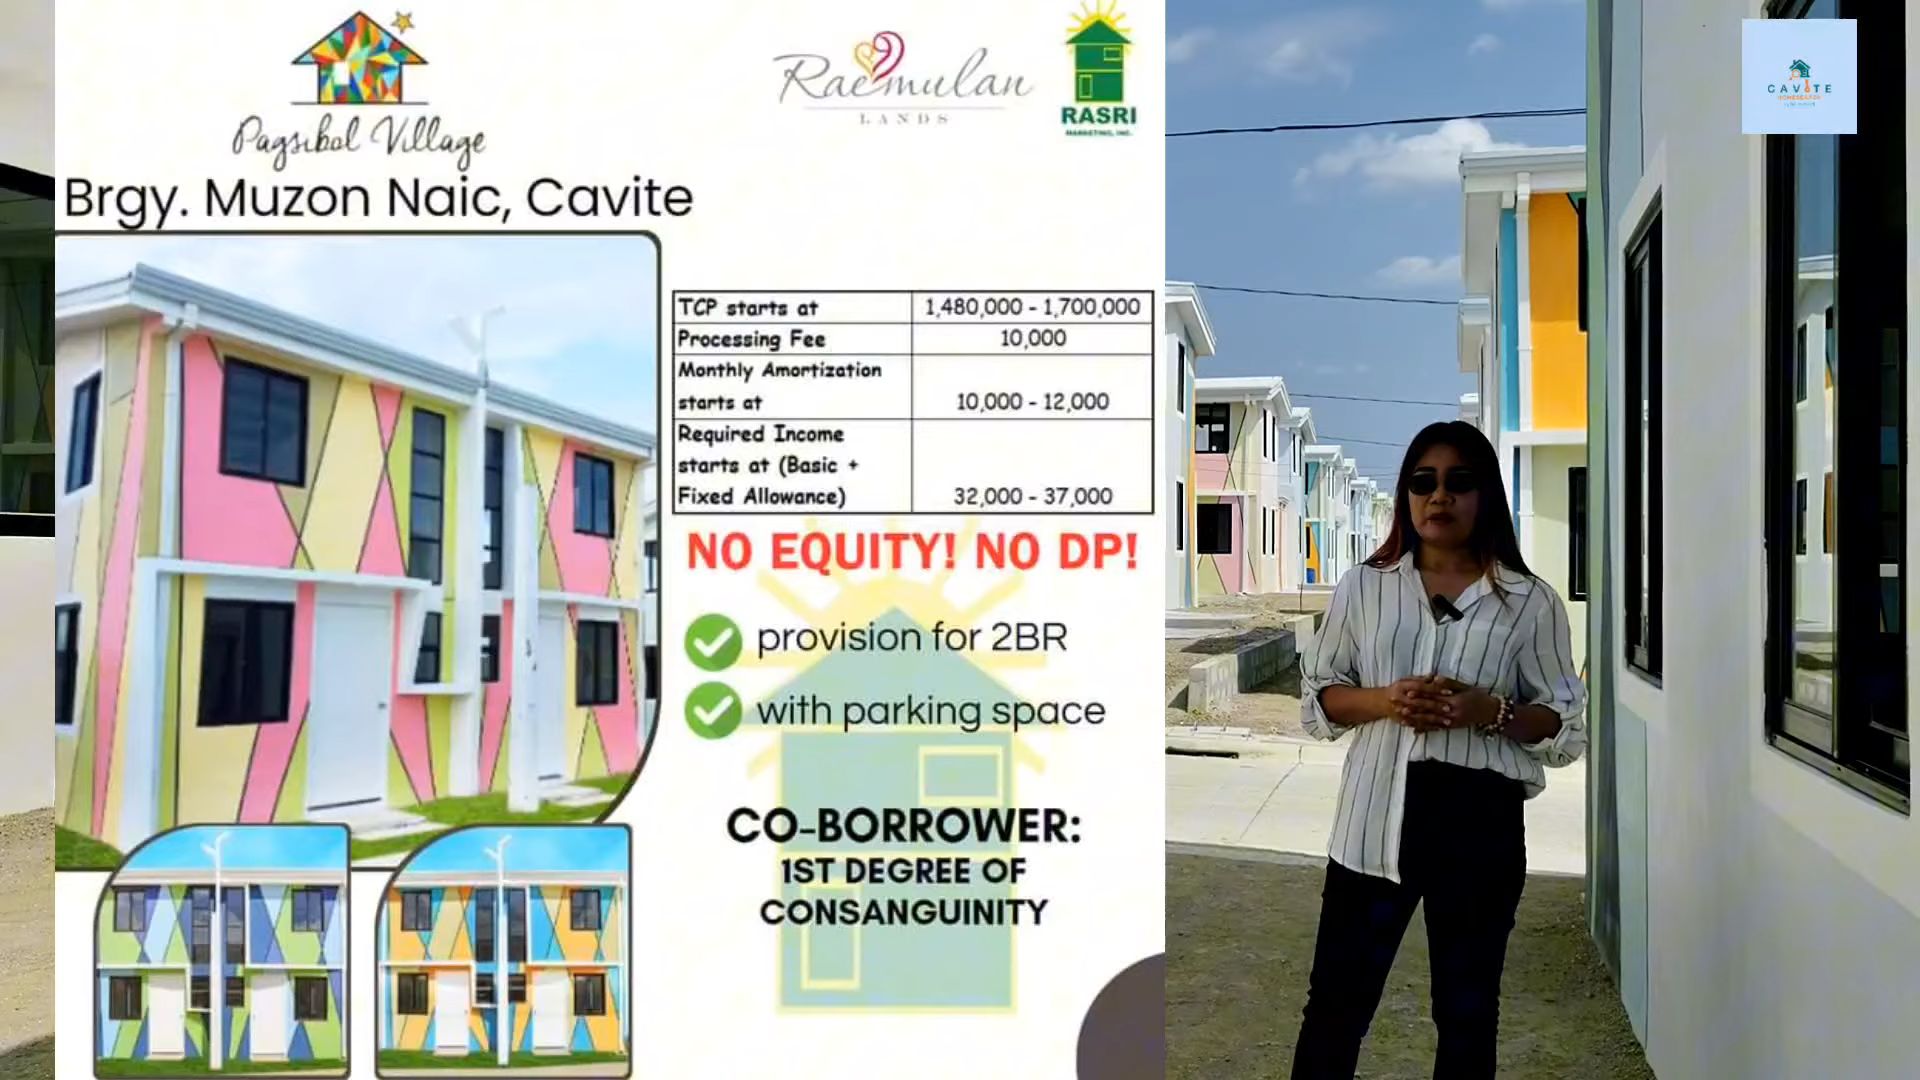 Pagsibol Village
Raemulan
LANDS
RASRI
MARKETING, INC.
Brgy. Muzon Naic, Cavite
TCP starts at 1,480,000 - 1,700,000
Processing Fee 10,000
Monthly Amortization
starts at 10,000 - 12,000
Required Income
starts at (Basic +
Fixed Allowance) 32,000 - 37,000
NO EQUITY! NO DP!
provision for 2BR
with parking space
CO-BORROWER:
1ST DEGREE OF
CONSANGUINITY
CAVITE